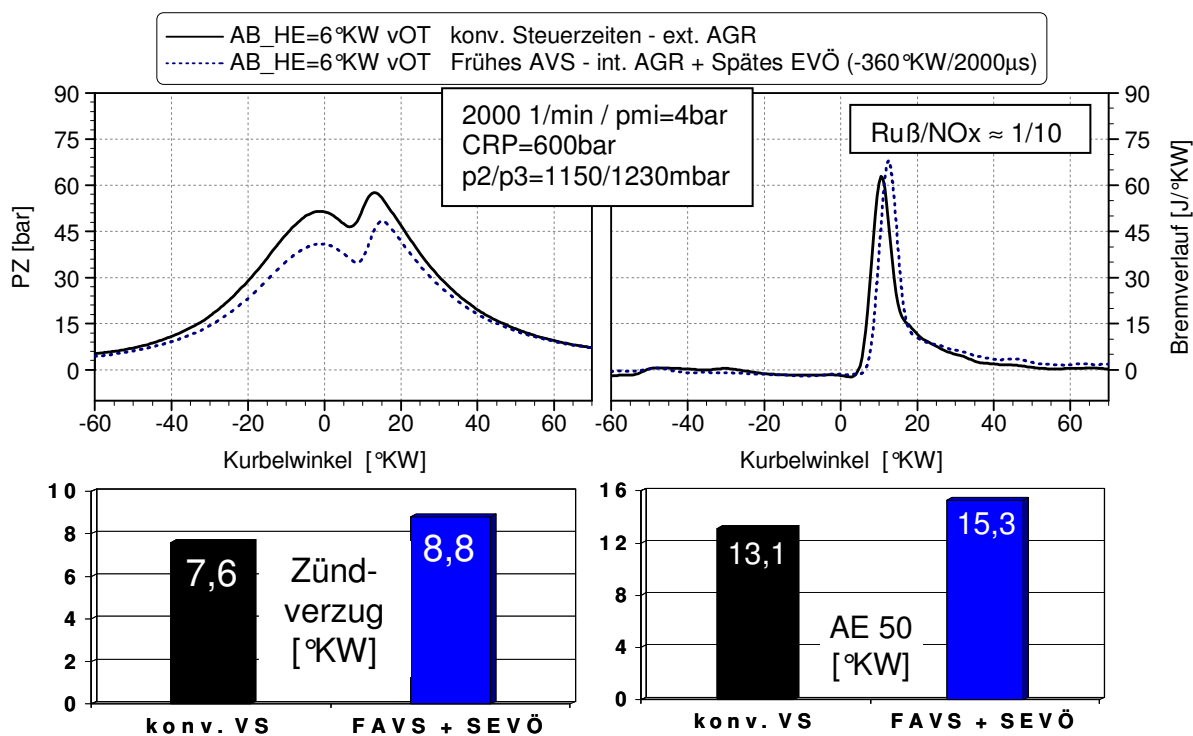 AB_HE=6°KW vOT konv. Steuerzeiten - ext. AGR
AB_HE=6°KW vOT Frühes AVS - int. AGR + Spätes EVÖ (-360°KW/2000µs)
2000 1/min / pmi=4bar
CRP=600bar
p2/p3=1150/1230mbar
Ruß/NOx ≈ 1/10
PZ [bar]
90
75
60
45
30
15
0
-60 -40 -20 0 20 40 60
Kurbelwinkel [°KW]
90
75
60
45
30
15
0
Brennverlauf [J/°KW]
-60 -40 -20 0 20 40 60
Kurbelwinkel [°KW]
10
8
6
4
2
0
7,6
8,8
Zünd-
verzug
[°KW]
konv. VS FAVS + SEVÖ
16
12
8
4
0
13,1
15,3
AE 50
[°KW]
konv. VS FAVS + SEVÖ